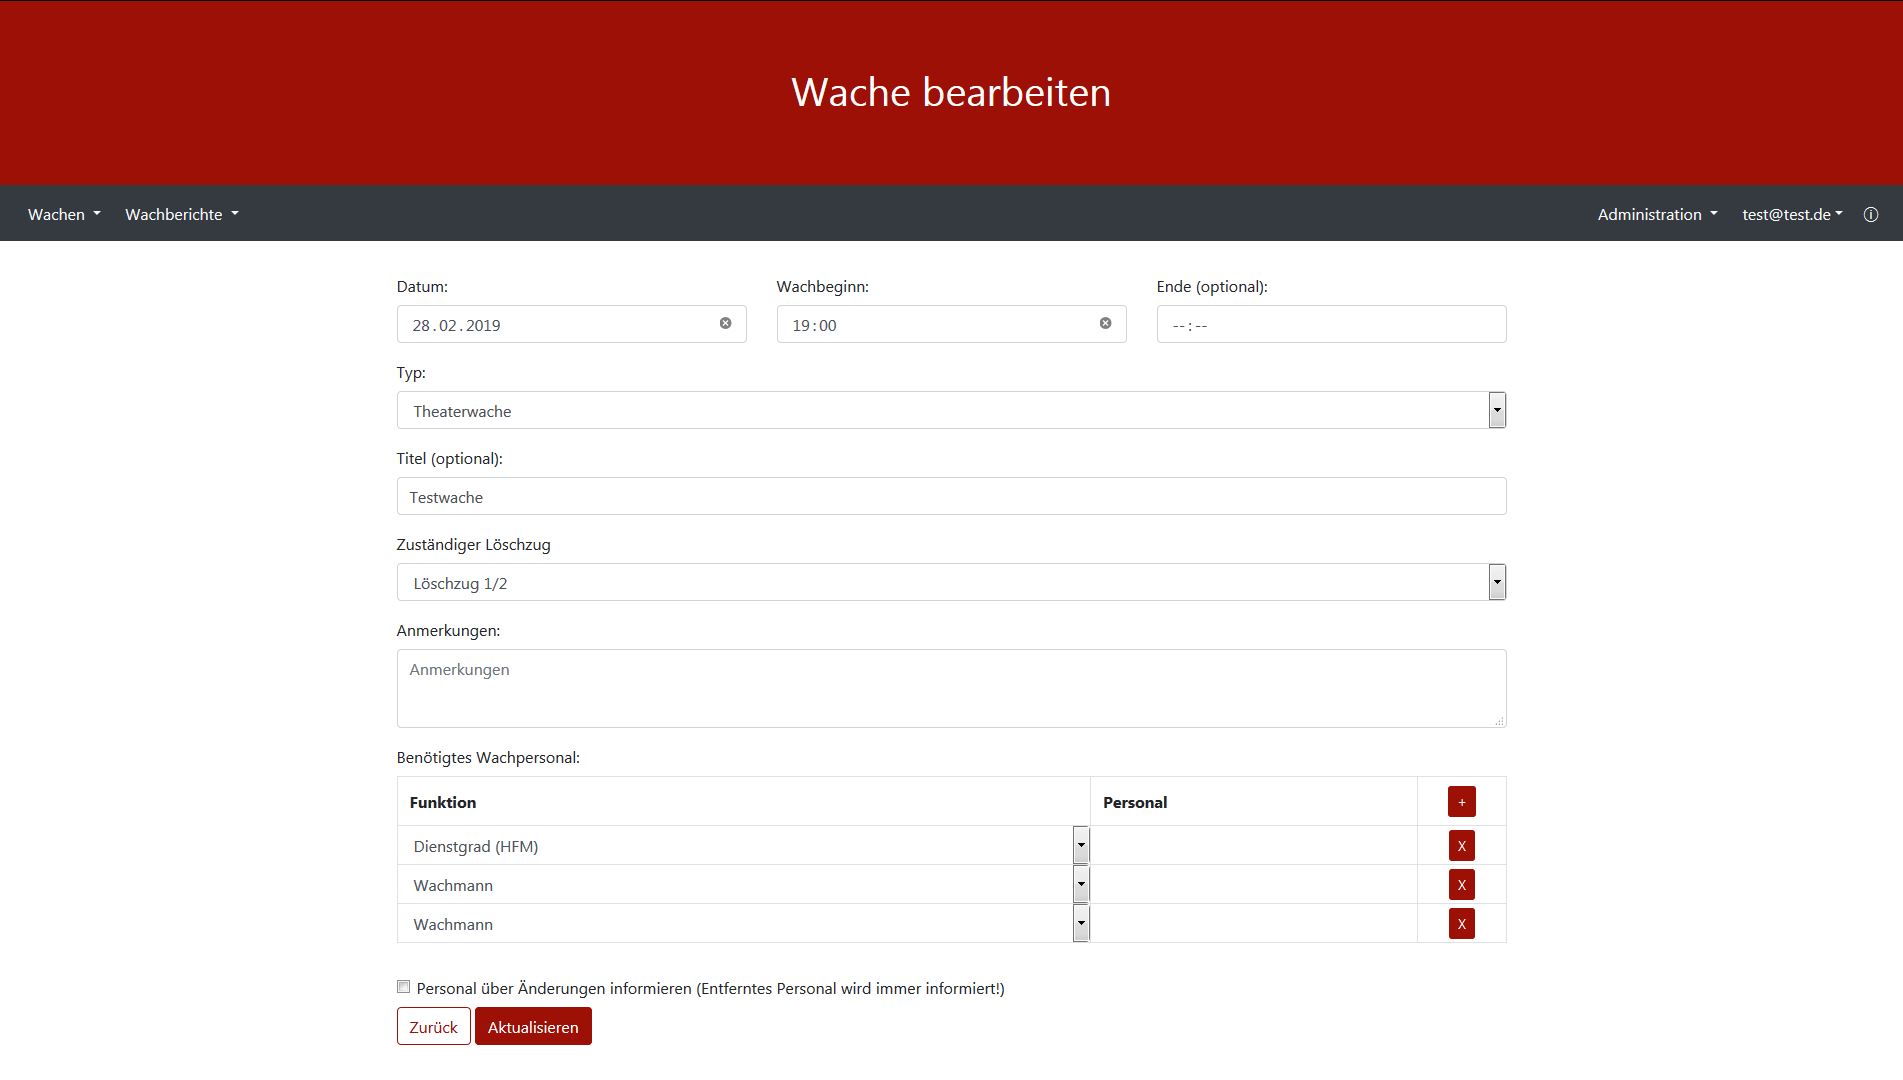 Wache bearbeiten
Wachen Wachberichte Administration test@test.de
Datum: Wachbeginn: Ende (optional):
28.02.2019 19:00 --:--
Typ:
Theaterwache
Titel (optional):
Testwache
Zuständiger Löschzug
Löschzug 1/2
Anmerkungen:
Anmerkungen
Benötigtes Wachpersonal:
Funktion Personal +
Dienstgrad (HFM) X
Wachmann X
Wachmann X
Personal über Änderungen informieren (Entferntes Personal wird immer informiert!)
Zurück Aktualisieren